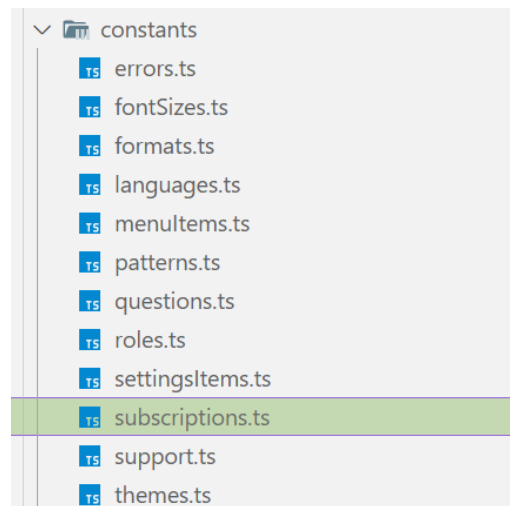 constants
TS errors.ts
TS fontSizes.ts
TS formats.ts
TS languages.ts
TS menuItems.ts
TS patterns.ts
TS questions.ts
TS roles.ts
TS settingsItems.ts
TS subscriptions.ts
TS support.ts
TS themes.ts